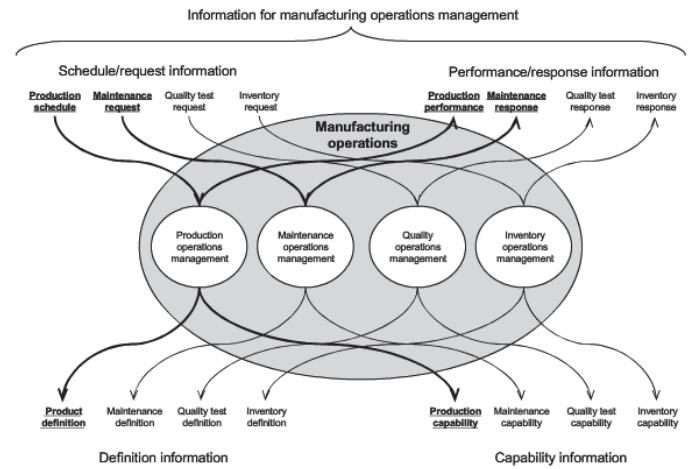 Information for manufacturing operations management
Schedule/request information
Performance/response information
Production
schedule
Maintenance
request
Quality test
request
Inventory
request
Production
performance
Maintenance
response
Quality test
response
Inventory
response
Manufacturing
operations
Production
operations
management
Maintenance
operations
management
Quality
operations
management
Inventory
operations
management
Product
definition
Maintenance
definition
Quality test
definition
Inventory
definition
Production
capability
Maintenance
capability
Quality test
capability
Inventory
capability
Definition information
Capability information